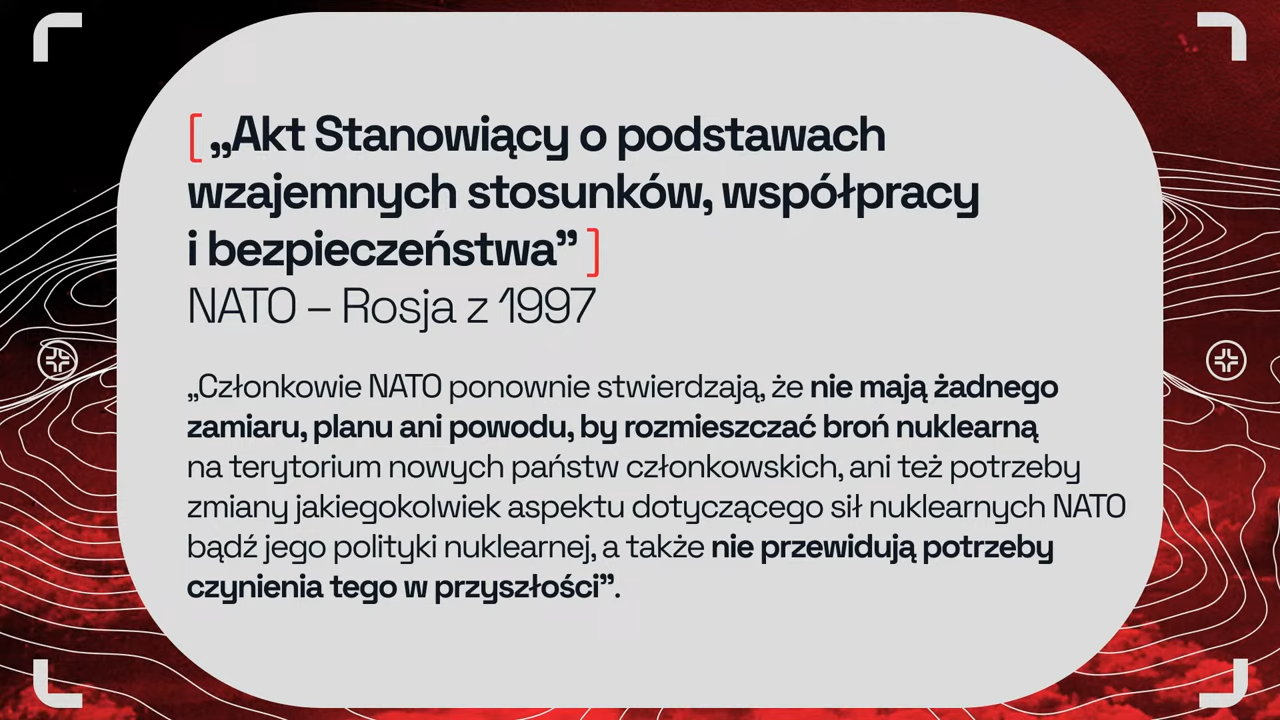 [ „Akt Stanowiący o podstawach
wzajemnych stosunków, współpracy
i bezpieczeństwa” ]
NATO – Rosja z 1997
„Członkowie NATO ponownie stwierdzają, że nie mają żadnego
zamiaru, planu ani powodu, by rozmieszczać broń nuklearną
na terytorium nowych państw członkowskich, ani też potrzeby
zmiany jakiegokolwiek aspektu dotyczącego sił nuklearnych NATO
bądź jego polityki nuklearnej, a także nie przewidują potrzeby
czynienia tego w przyszłości”.